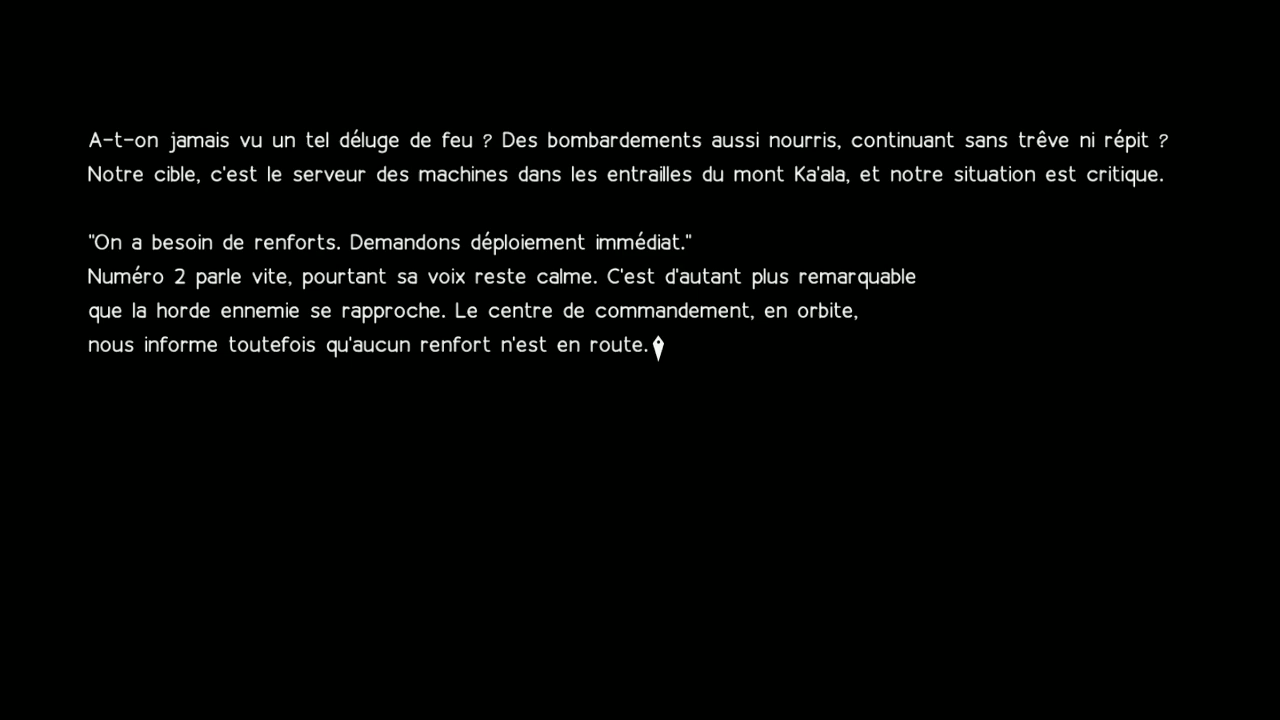 A-t-on jamais vu un tel déluge de feu ? Des bombardements aussi nourris, continuant sans trêve ni répit ?
Notre cible, c'est le serveur des machines dans les entrailles du mont Ka'ala, et notre situation est critique.
"On a besoin de renforts. Demandons déploiement immédiat."
Numéro 2 parle vite, pourtant sa voix reste calme. C'est d'autant plus remarquable
que la horde ennemie se rapproche. Le centre de commandement, en orbite,
nous informe toutefois qu'aucun renfort n'est en route.